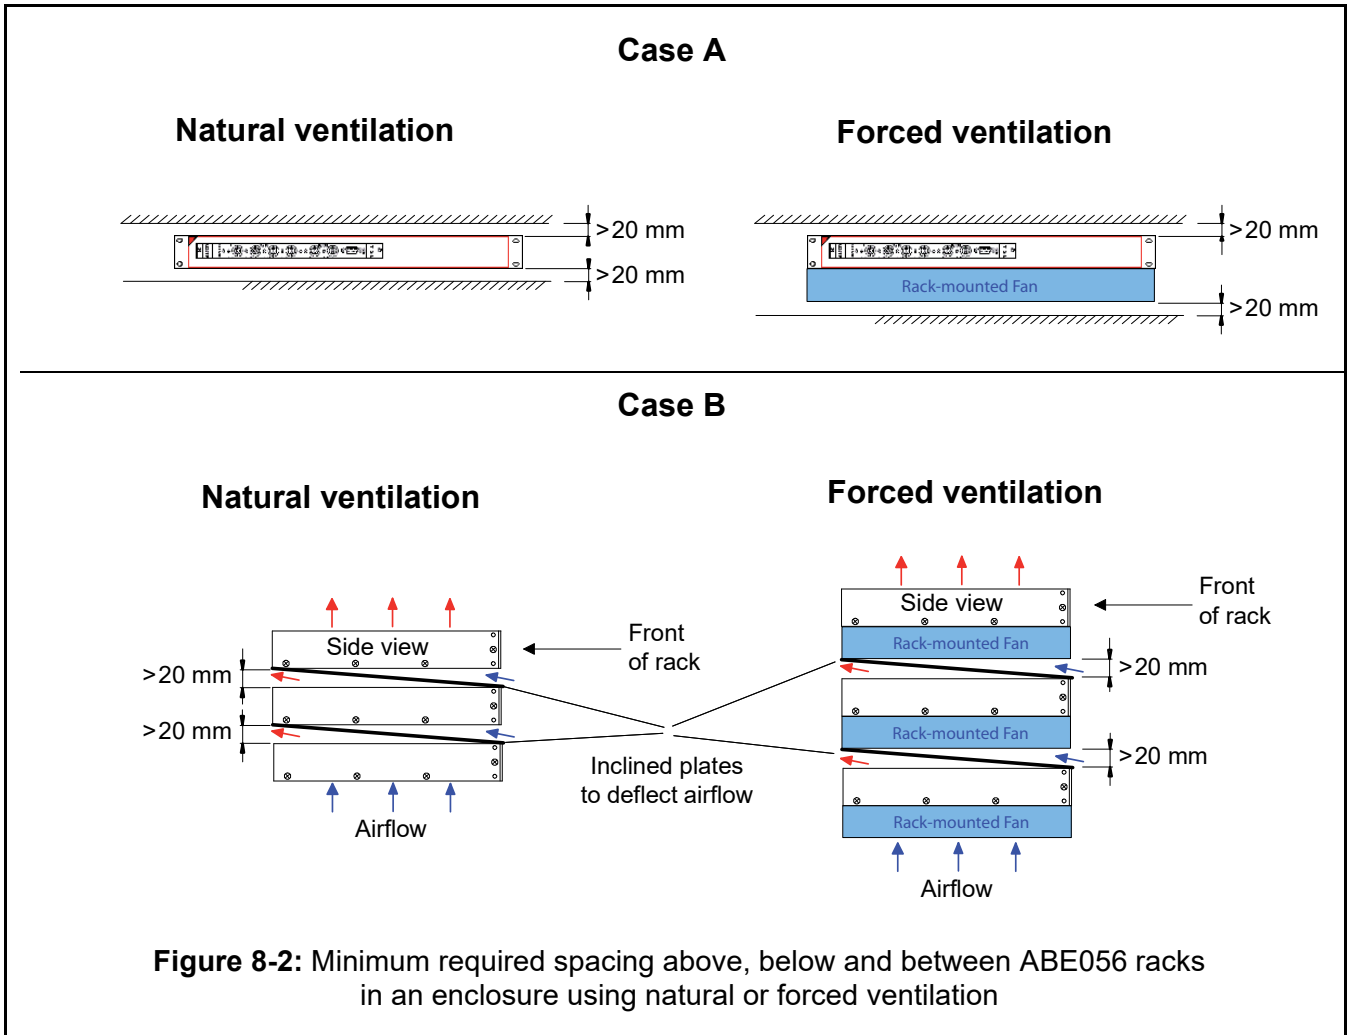 Case A
Natural ventilation
Forced ventilation
>20 mm
>20 mm
>20 mm
Rack-mounted Fan
>20 mm
Case B
Natural ventilation
Forced ventilation
Side view
Front
of rack
>20 mm
>20 mm
Airflow
Inclined plates
to deflect airflow
Side view
Front
of rack
Rack-mounted Fan
>20 mm
Rack-mounted Fan
>20 mm
Rack-mounted Fan
Airflow
Figure 8-2: Minimum required spacing above, below and between ABE056 racks
in an enclosure using natural or forced ventilation